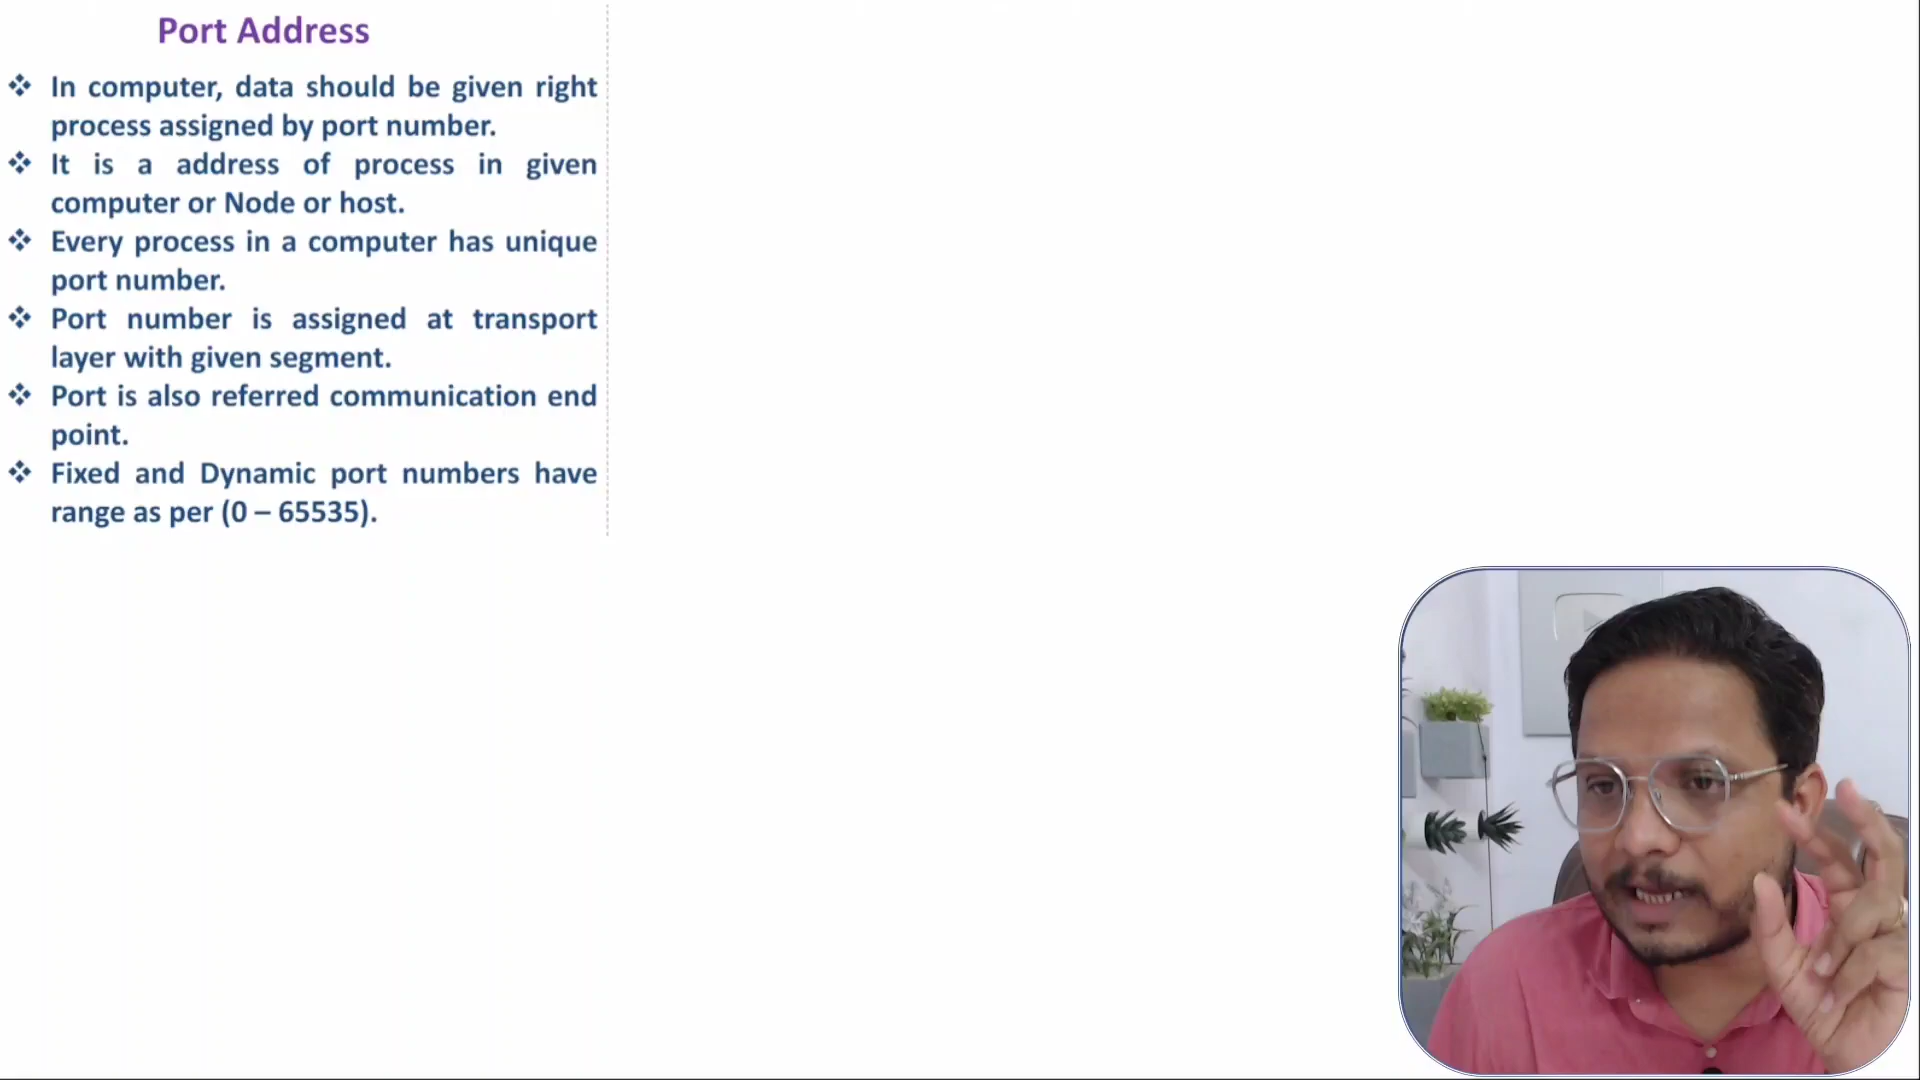 Port Address
In computer, data should be given right
process assigned by port number.
It is a address of process in given
computer or Node or host.
Every process in a computer has unique
port number.
Port number is assigned at transport
layer with given segment.
Port is also referred communication end
point.
Fixed and Dynamic port numbers have
range as per (0 – 65535).